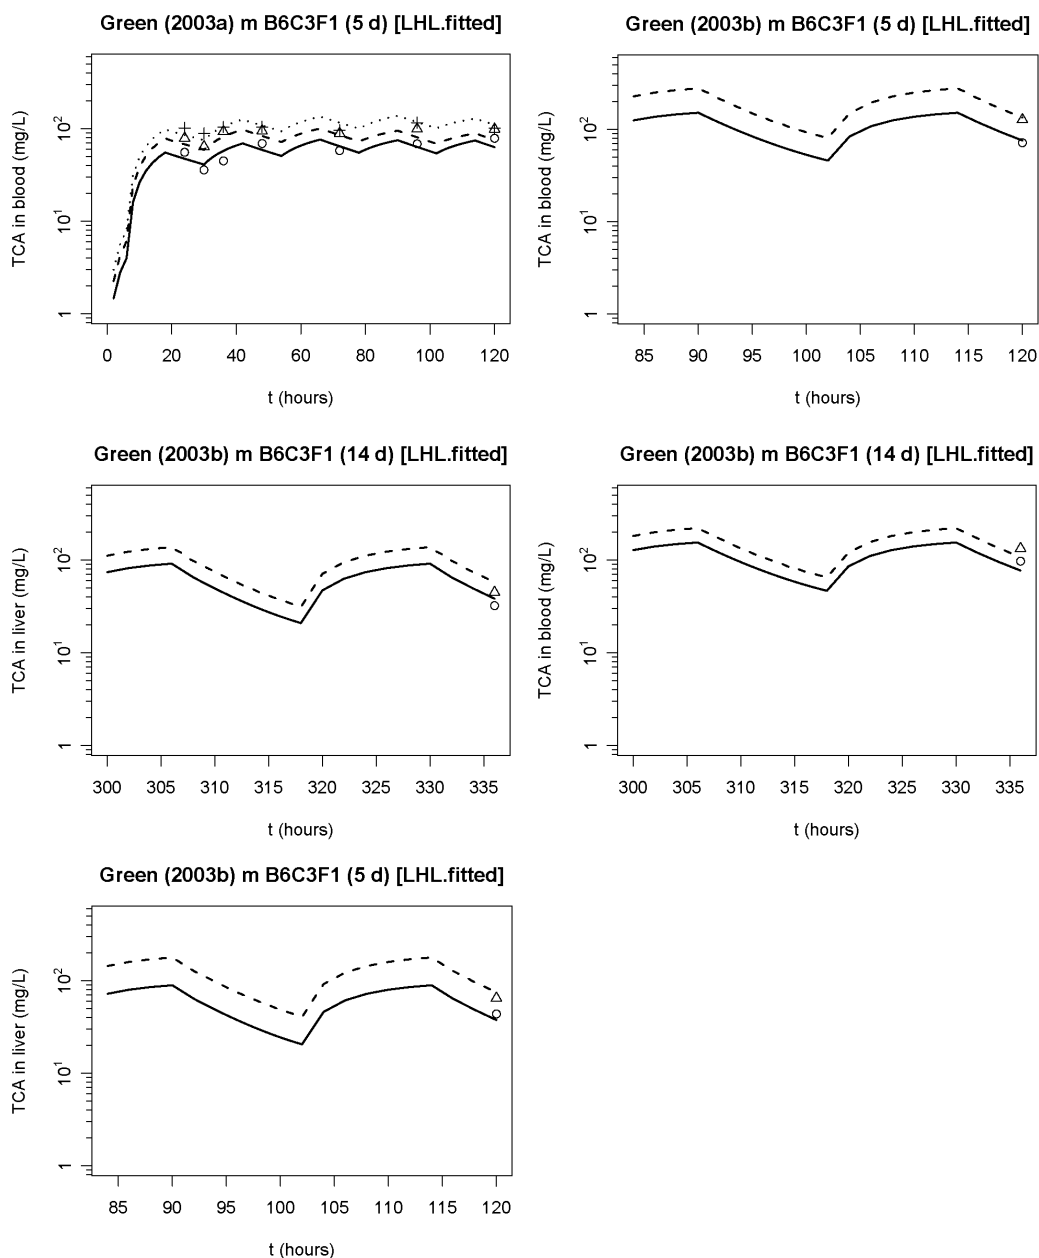 Green (2003a) m B6C3F1 (5 d) [LHL.fitted]
TCA in blood (mg/L)
10²
10¹
1
0 20 40 60 80 100 120
t (hours)
Green (2003b) m B6C3F1 (5 d) [LHL.fitted]
TCA in blood (mg/L)
10²
10¹
1
85 90 95 100 105 110 115 120
t (hours)
Green (2003b) m B6C3F1 (14 d) [LHL.fitted]
TCA in liver (mg/L)
10²
10¹
1
300 305 310 315 320 325 330 335
t (hours)
Green (2003b) m B6C3F1 (14 d) [LHL.fitted]
TCA in blood (mg/L)
10²
10¹
1
300 305 310 315 320 325 330 335
t (hours)
Green (2003b) m B6C3F1 (5 d) [LHL.fitted]
TCA in liver (mg/L)
10²
10¹
1
85 90 95 100 105 110 115 120
t (hours)